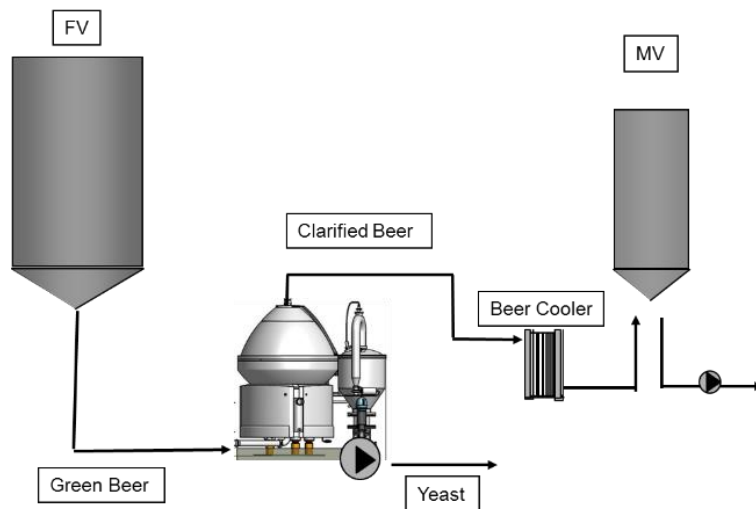 FV
MV
Clarified Beer
Beer Cooler
Green Beer
Yeast